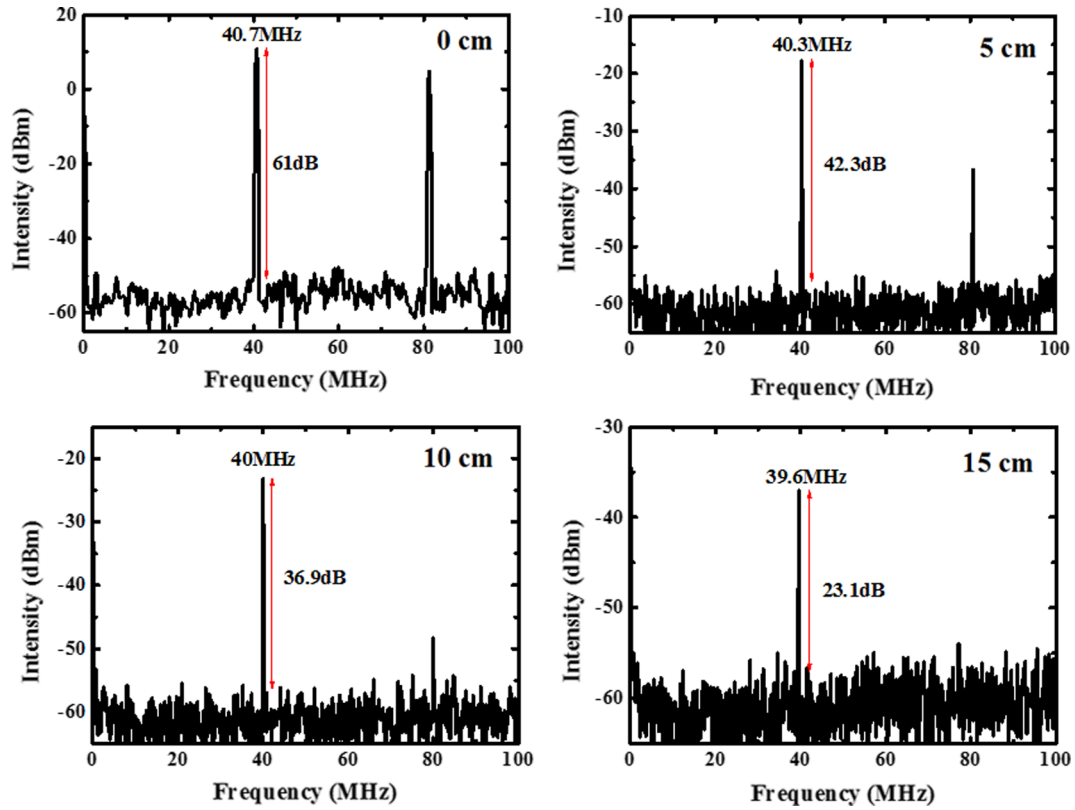 20
0
-20
-40
-60
0 20 40 60 80 100
Intensity (dBm)
Frequency (MHz)
40.7MHz
0 cm
61dB
-10
-20
-30
-40
-50
-60
0 20 40 60 80 100
Intensity (dBm)
Frequency (MHz)
40.3MHz
5 cm
42.3dB
-20
-30
-40
-50
-60
0 20 40 60 80 100
Intensity (dBm)
Frequency (MHz)
40MHz
10 cm
36.9dB
-30
-40
-50
-60
0 20 40 60 80 100
Intensity (dBm)
Frequency (MHz)
39.6MHz
15 cm
23.1dB